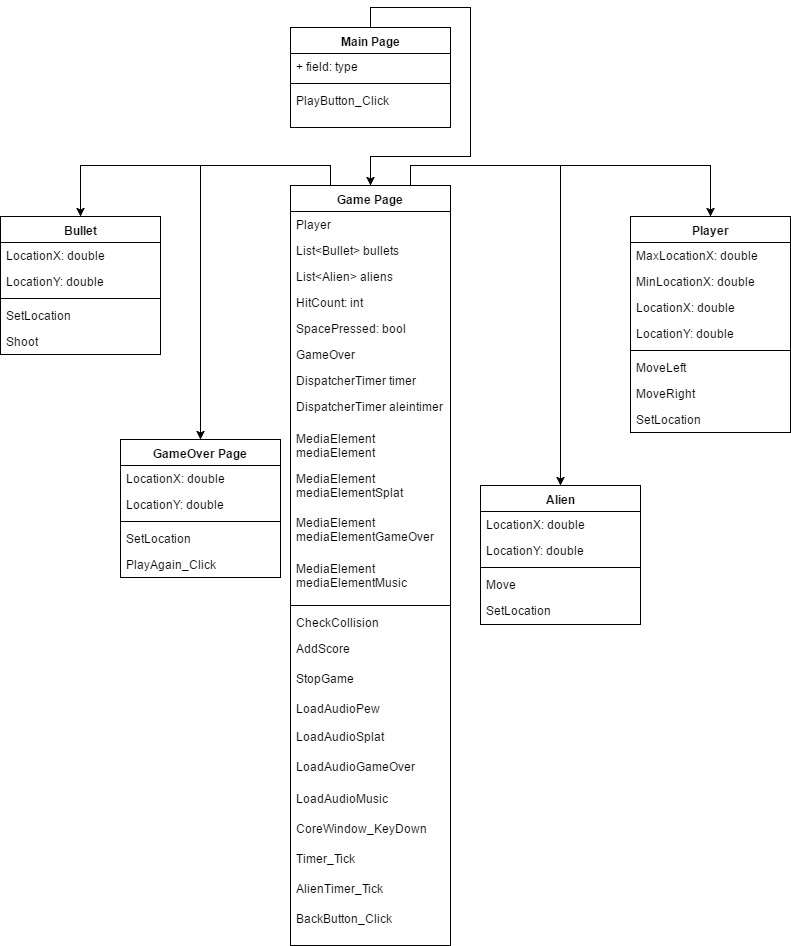 Main Page
+ field: type
PlayButton_Click
Bullet
LocationX: double
LocationY: double
SetLocation
Shoot
GameOver Page
LocationX: double
LocationY: double
SetLocation
PlayAgain_Click
Game Page
Player
List<Bullet> bullets
List<Alien> aliens
HitCount: int
SpacePressed: bool
GameOver
DispatcherTimer timer
DispatcherTimer aleintimer
MediaElement
mediaElement
MediaElement
mediaElementSplat
MediaElement
mediaElementGameOver
MediaElement
mediaElementMusic
CheckCollision
AddScore
StopGame
LoadAudioPew
LoadAudioSplat
LoadAudioGameOver
LoadAudioMusic
CoreWindow_KeyDown
Timer_Tick
AlienTimer_Tick
BackButton_Click
Alien
LocationX: double
LocationY: double
Move
SetLocation
Player
MaxLocationX: double
MinLocationX: double
LocationX: double
LocationY: double
MoveLeft
MoveRight
SetLocation